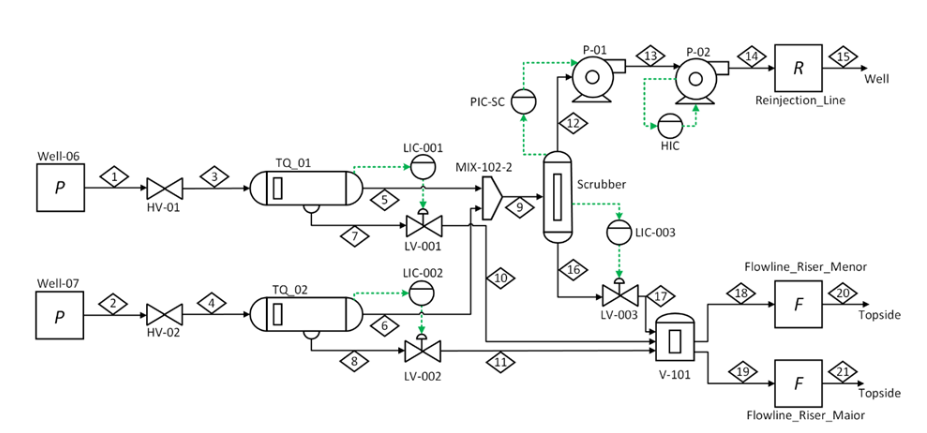 P-01
13
P-02
14
15
R
Well
Reinjection_Line
PIC-SC
12
HIC
Well-06
P
1
HV-01
3
TQ_01
LIC-001
5
7
LV-001
MIX-102-2
9
Scrubber
LIC-003
10
16
17
LV-003
Well-07
P
2
HV-02
4
TQ_02
LIC-002
6
8
LV-002
11
V-101
Flowline_Riser_Menor
18
F
20
Topside
19
F
21
Topside
Flowline_Riser_Maior